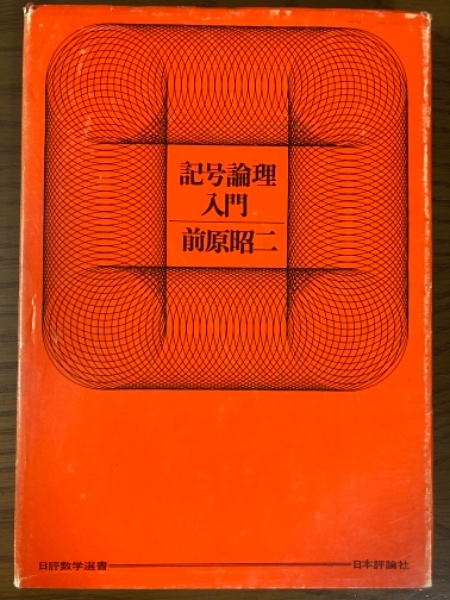 記号論理
入門
前原昭二
日評数学選書
日本評論社